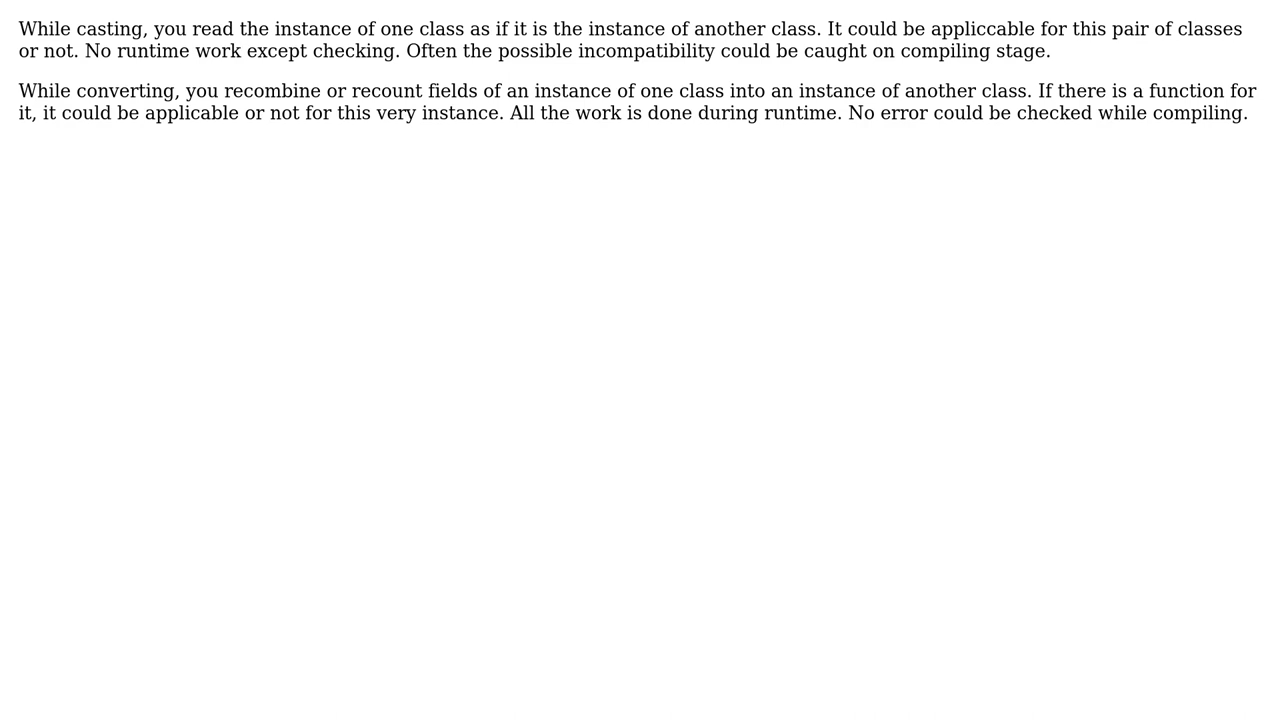 While casting, you read the instance of one class as if it is the instance of another class. It could be appliccable for this pair of classes
or not. No runtime work except checking. Often the possible incompatibility could be caught on compiling stage.
While converting, you recombine or recount fields of an instance of one class into an instance of another class. If there is a function for
it, it could be applicable or not for this very instance. All the work is done during runtime. No error could be checked while compiling.